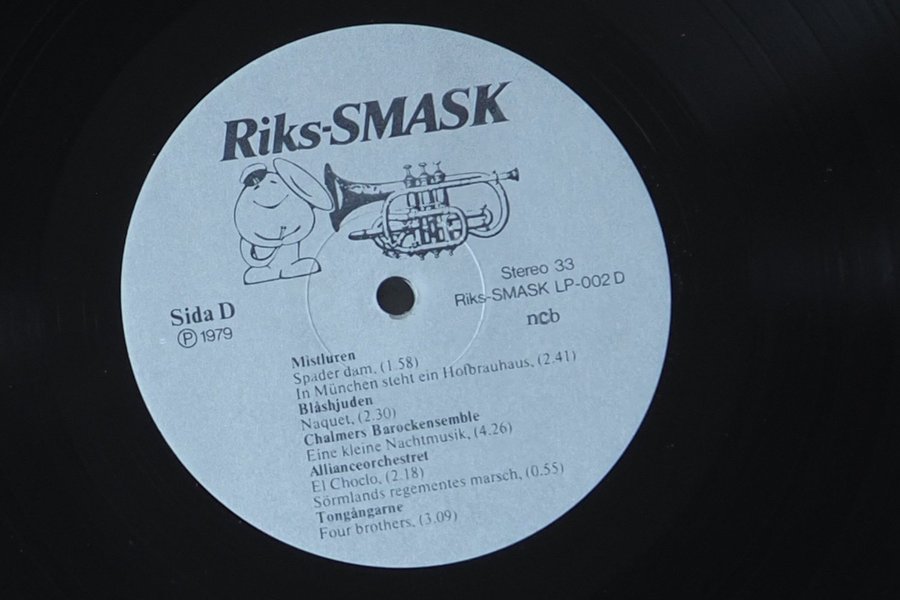 Riks-SMASK
Stereo 33
Riks-SMASK LP-002 D
ncb
Sida D
Ⓟ 1979
Mistluren
Spader dam, (1.58)
In München steht ein Hofbrauhaus, (2.41)
Blåshjuden
Naquet, (2.30)
Chalmers Barockensemble
Eine kleine Nachtmusik, (4.26)
Allianceorchestret
El Choclo, (2.18)
Sörmlands regementes marsch, (0.55)
Tongångarne
Four brothers, (3.09)